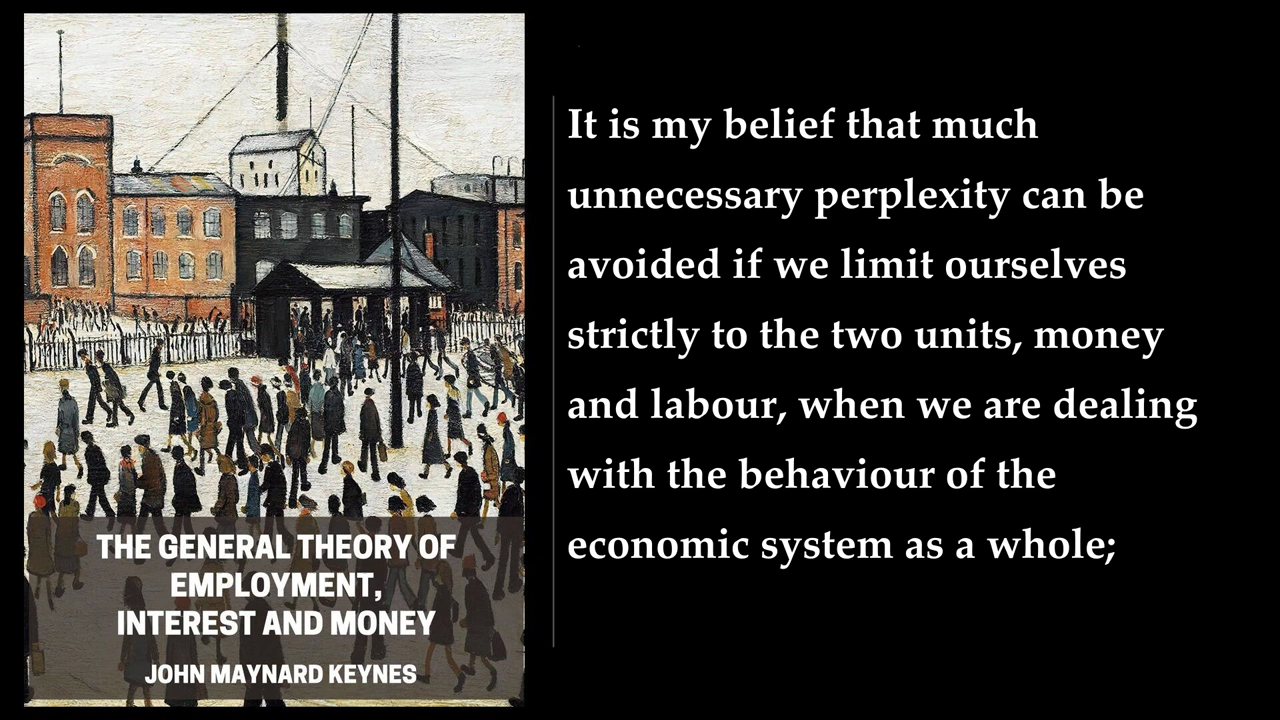 THE GENERAL THEORY OF
EMPLOYMENT,
INTEREST AND MONEY
JOHN MAYNARD KEYNES
It is my belief that much
unnecessary perplexity can be
avoided if we limit ourselves
strictly to the two units, money
and labour, when we are dealing
with the behaviour of the
economic system as a whole;